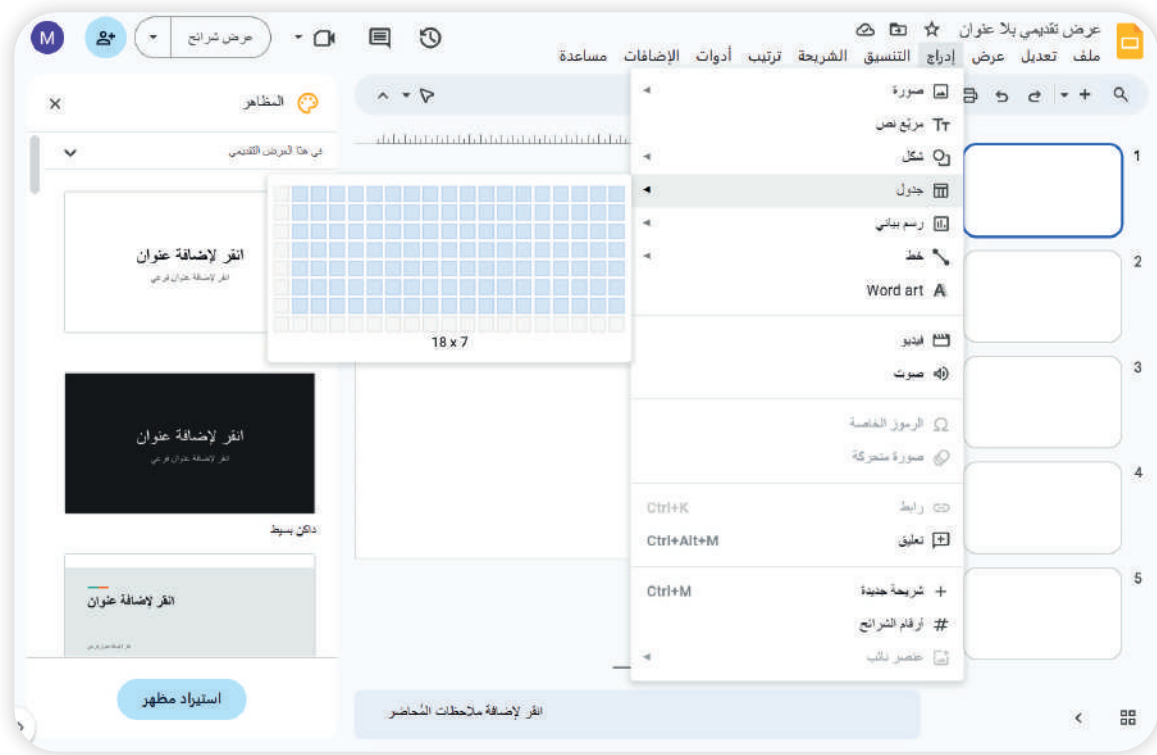 عرض تقديمي بلا عنوان
ملف تعديل عرض إدراج التنسيق الشريحة ترتيب أدوات الإضافات مساعدة
عرض شرائح
M
صورة
مربّع نص
شكل
جدول
رسم بياني
خط
Word art
فيديو
صوت
الرموز الخاصة
صورة متحركة
رابط Ctrl+K
تعليق Ctrl+Alt+M
شريحة جديدة Ctrl+M
أرقام الشرائح
عنصر نائب
18 x 7
1
2
3
4
5
المظاهر
في هذا العرض التقديمي
انقر لإضافة عنوان
انقر لإضافة عنوان فرعي
انقر لإضافة عنوان
انقر لإضافة عنوان فرعي
داكن بسيط
انقر لإضافة عنوان
استيراد مظهر
انقر لإضافة ملاحظات المُحاضر